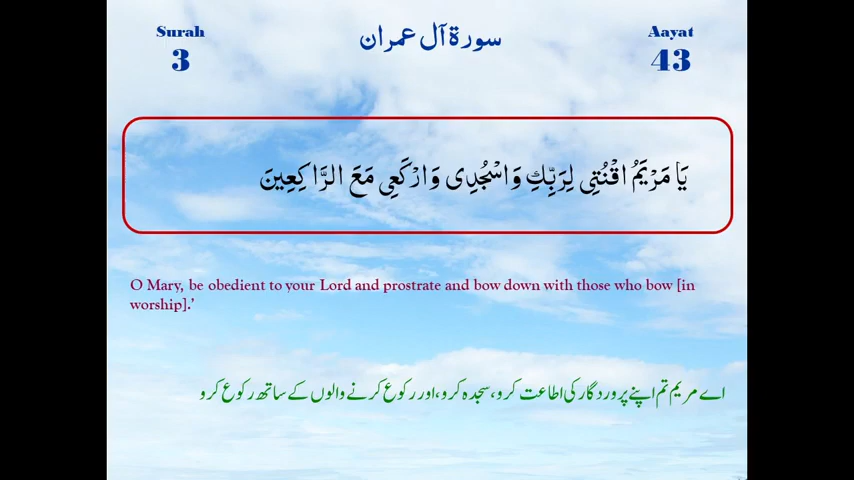 Surah
3
سورة آل عمران
Aayat
43
يَا مَرْيَمُ اقْنُتِي لِرَبِّكِ وَاسْجُدِي وَارْكَعِي مَعَ الرَّاكِعِينَ
O Mary, be obedient to your Lord and prostrate and bow down with those who bow [in
worship].’
اے مریم تم اپنے پروردگار کی اطاعت کرو، سجدہ کرو، اور رکوع کرنے والوں کے ساتھ رکوع کرو